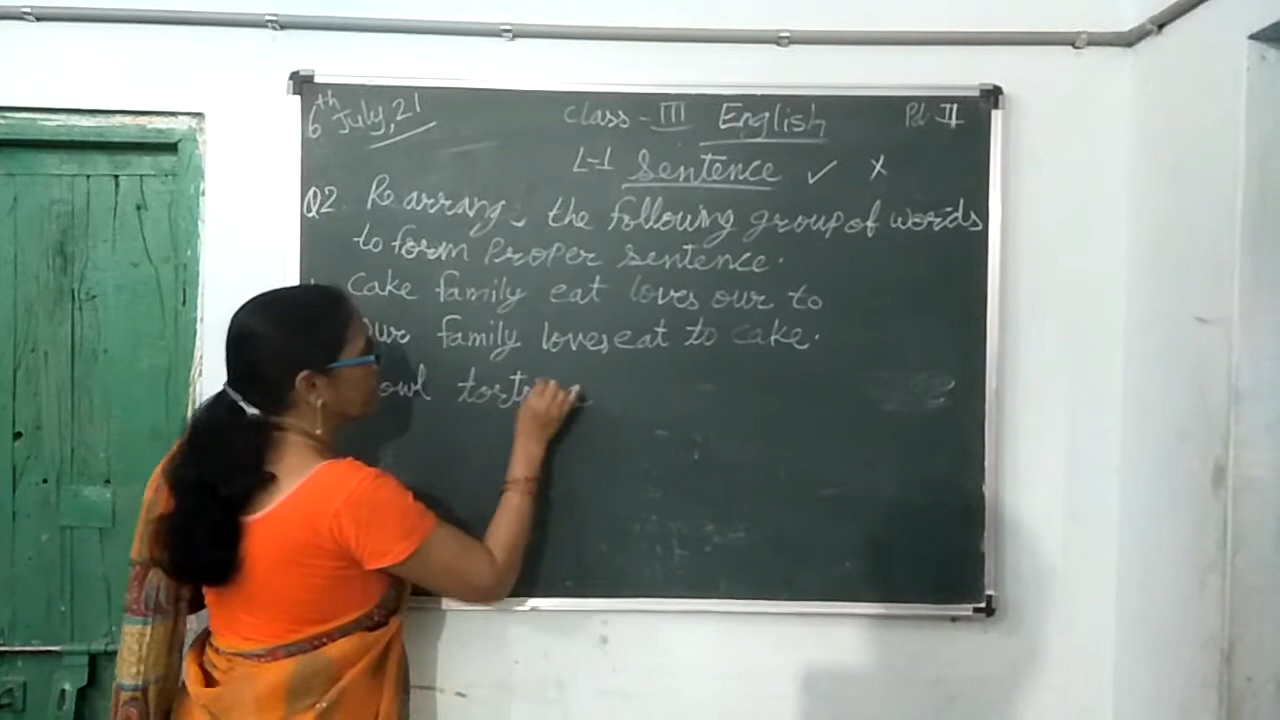 6th July, 21 Class - III English Pd II
L-1 Sentence ✓ x
Q2. Rearrange the following group of words
to form Proper sentence.
Cake family eat loves our to
our family loves eat to cake.
owl